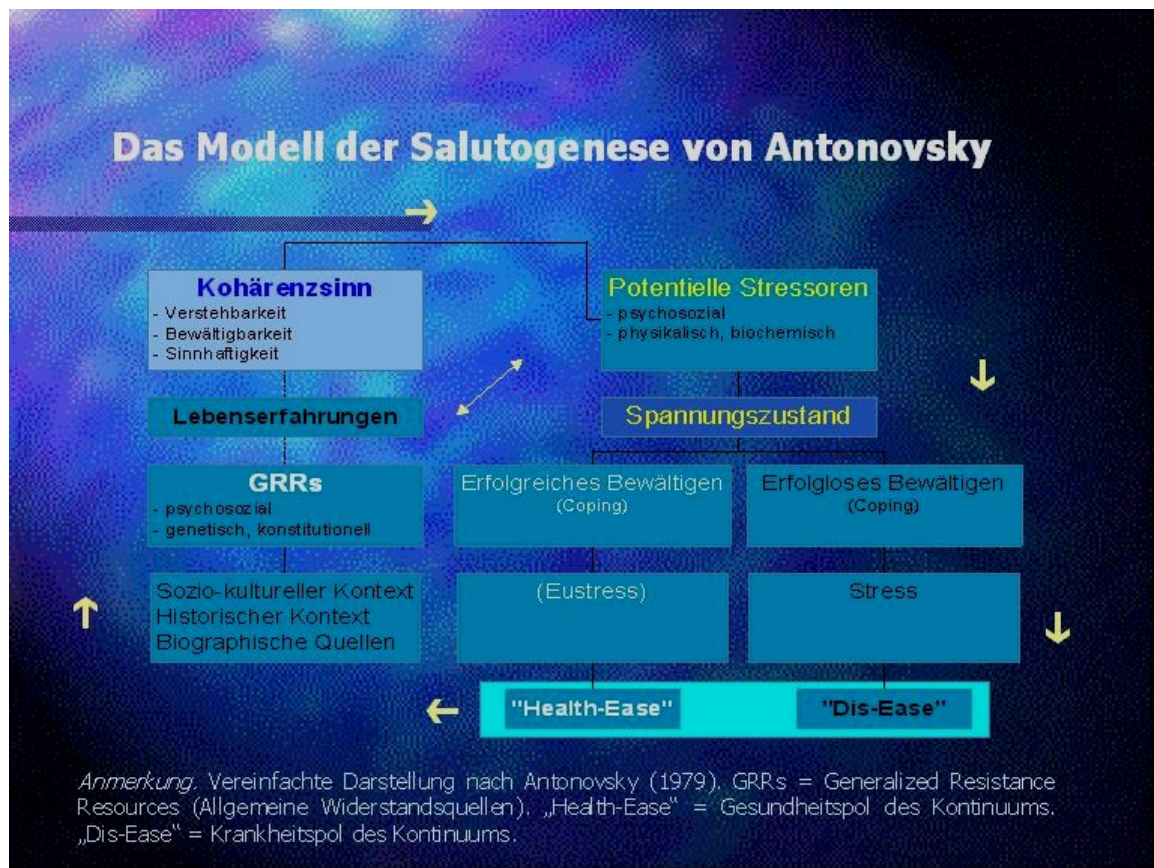 Das Modell der Salutogenese von Antonovsky
Kohärenzsinn
- Verstehbarkeit
- Bewältigbarkeit
- Sinnhaftigkeit
Potentielle Stressoren
- psychosozial
- physikalisch, biochemisch
Lebenserfahrungen
Spannungszustand
GRRs
- psychosozial
- genetisch, konstitutionell
Erfolgreiches Bewältigen
(Coping)
Erfolgloses Bewältigen
(Coping)
Sozio-kultureller Kontext
Historischer Kontext
Biographische Quellen
(Eustress)
Stress
"Health-Ease"
"Dis-Ease"
Anmerkung. Vereinfachte Darstellung nach Antonovsky (1979). GRRs = Generalized Resistance
Resources (Allgemeine Widerstandsquellen). „Health-Ease“ = Gesundheitspol des Kontinuums.
„Dis-Ease“ = Krankheitspol des Kontinuums.